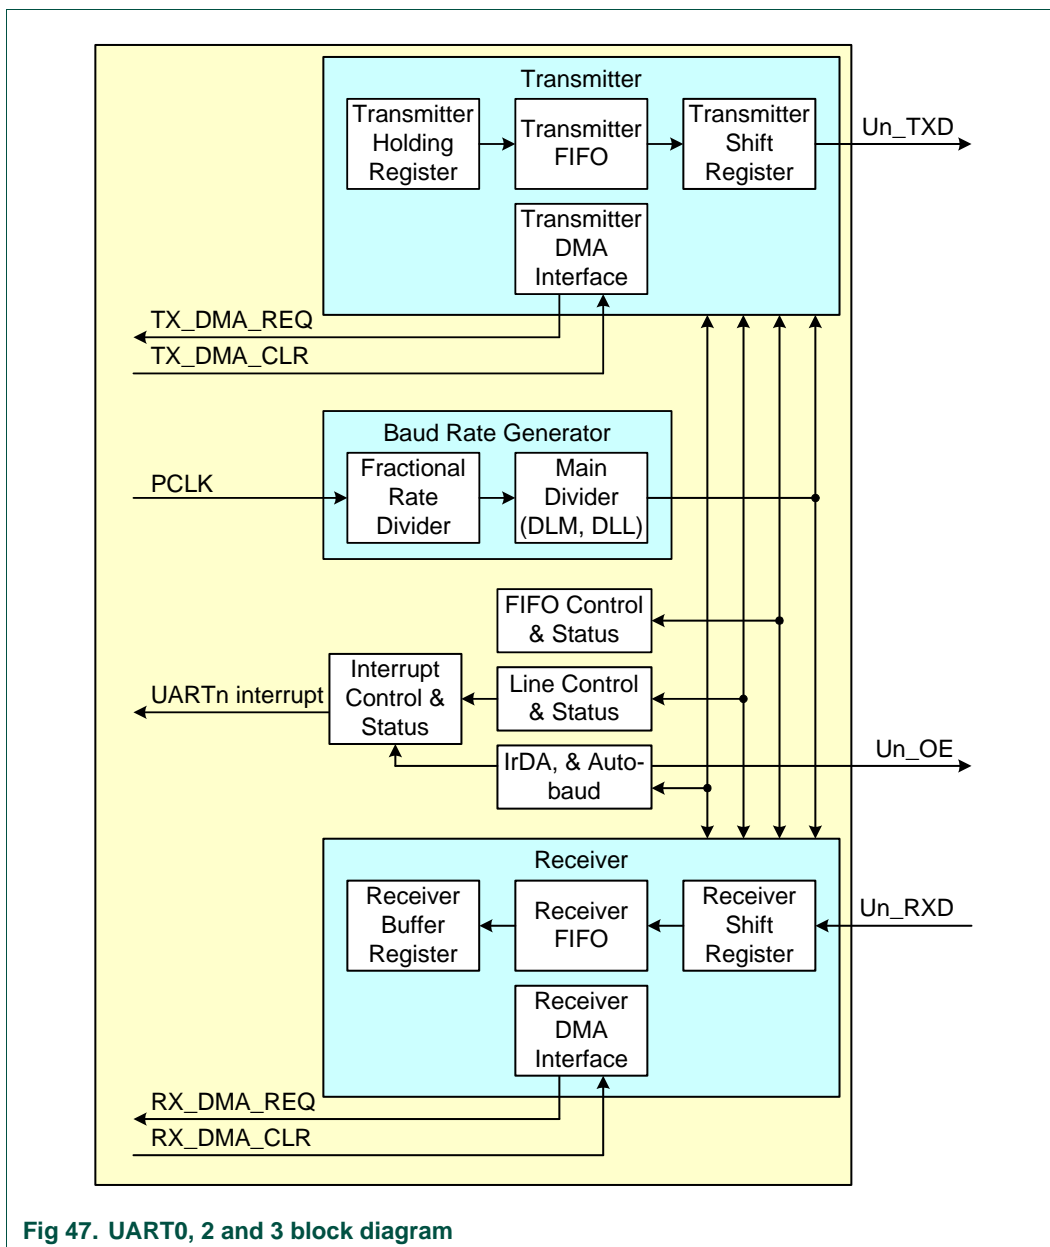 Transmitter
Transmitter
Holding
Register
Transmitter
FIFO
Transmitter
Shift
Register
Un_TXD
Transmitter
DMA
Interface
TX_DMA_REQ
TX_DMA_CLR
Baud Rate Generator
PCLK
Fractional
Rate
Divider
Main
Divider
(DLM, DLL)
FIFO Control
& Status
UARTn interrupt
Interrupt
Control &
Status
Line Control
& Status
IrDA, & Auto-
baud
Un_OE
Receiver
Receiver
Buffer
Register
Receiver
FIFO
Receiver
Shift
Register
Un_RXD
Receiver
DMA
Interface
RX_DMA_REQ
RX_DMA_CLR
Fig 47. UART0, 2 and 3 block diagram